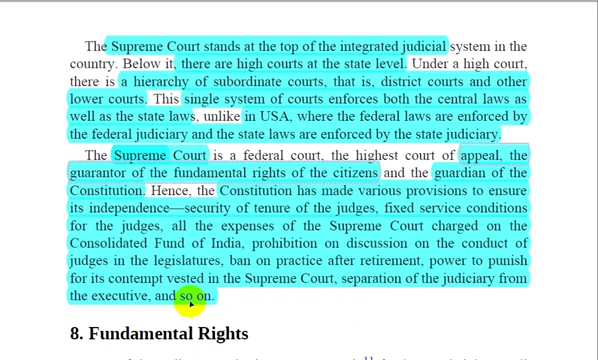 The Supreme Court stands at the top of the integrated judicial system in the
country. Below it, there are high courts at the state level. Under a high court,
there is a hierarchy of subordinate courts, that is, district courts and other
lower courts. This single system of courts enforces both the central laws as
well as the state laws, unlike in USA, where the federal laws are enforced by
the federal judiciary and the state laws are enforced by the state judiciary.
The Supreme Court is a federal court, the highest court of appeal, the
guarantor of the fundamental rights of the citizens and the guardian of the
Constitution. Hence, the Constitution has made various provisions to ensure
its independence—security of tenure of the judges, fixed service conditions
for the judges, all the expenses of the Supreme Court charged on the
Consolidated Fund of India, prohibition on discussion on the conduct of
judges in the legislatures, ban on practice after retirement, power to punish
for its contempt vested in the Supreme Court, separation of the judiciary from
the executive, and so on.
8. Fundamental Rights